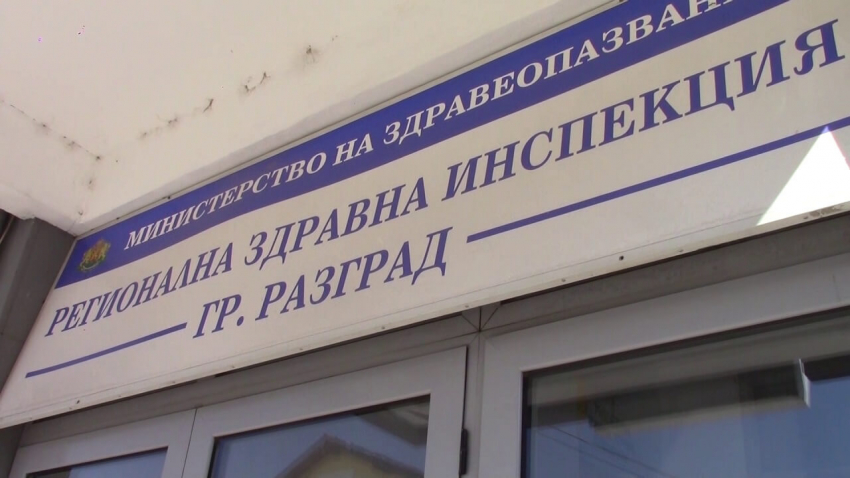 МИНИСТЕРСТВО НА ЗДРАВЕОПАЗВАН
РЕГИОНАЛНА ЗДРАВНА ИНСПЕКЦИЯ
ГР. РАЗГРАД